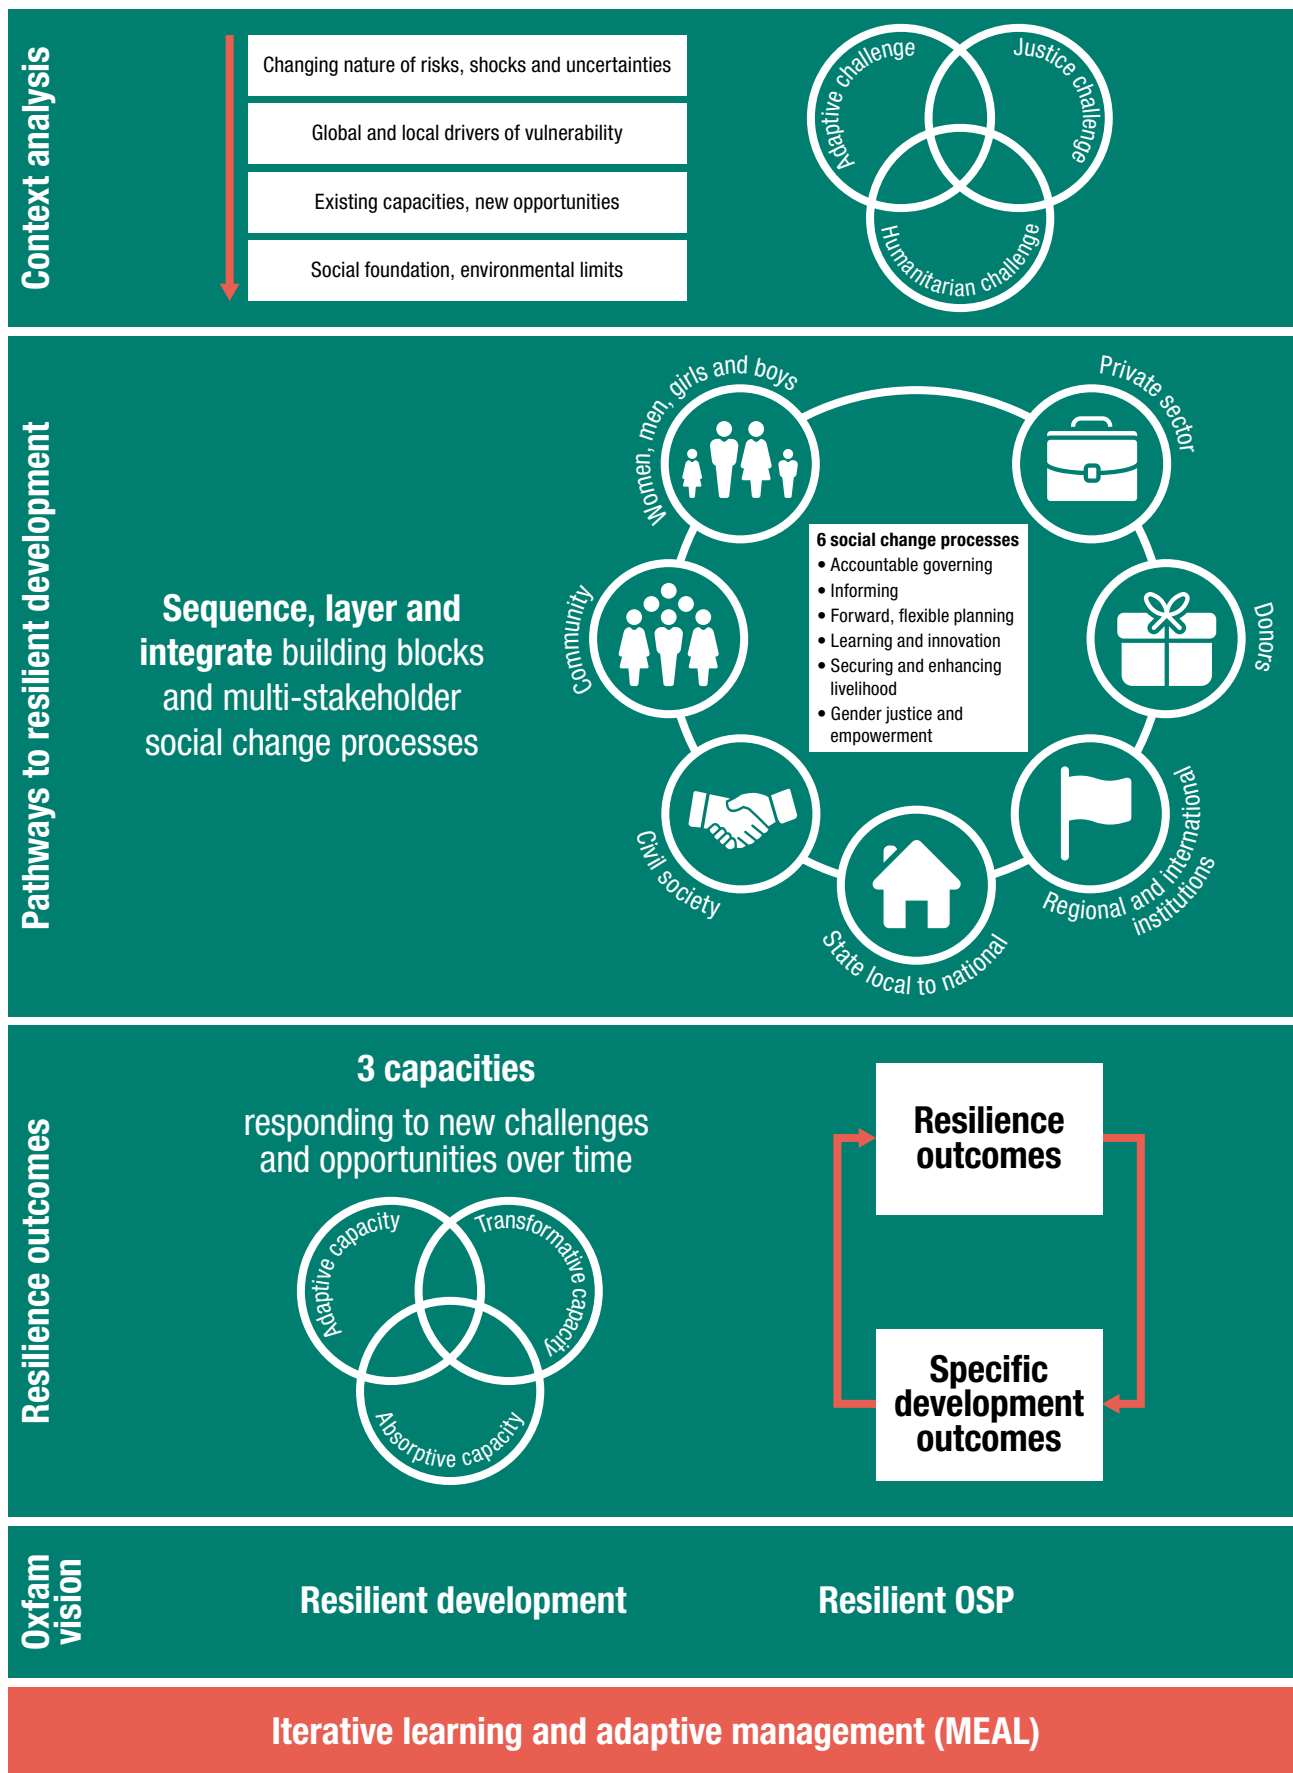 Context analysis
Changing nature of risks, shocks and uncertainties
Global and local drivers of vulnerability
Existing capacities, new opportunities
Social foundation, environmental limits
Adaptive challenge
Justice challenge
Humanitarian challenge
Pathways to resilient development
Sequence, layer and
integrate building blocks
and multi-stakeholder
social change processes
Women, men, girls and boys
Private sector
Community
Donors
Civil society
State local to national
Regional and international
institutions
6 social change processes
• Accountable governing
• Informing
• Forward, flexible planning
• Learning and innovation
• Securing and enhancing
livelihood
• Gender justice and
empowerment
Resilience outcomes
3 capacities
responding to new challenges
and opportunities over time
Adaptive capacity
Transformative capacity
Absorptive capacity
Resilience
outcomes
Specific
development
outcomes
Oxfam
vision
Resilient development
Resilient OSP
Iterative learning and adaptive management (MEAL)